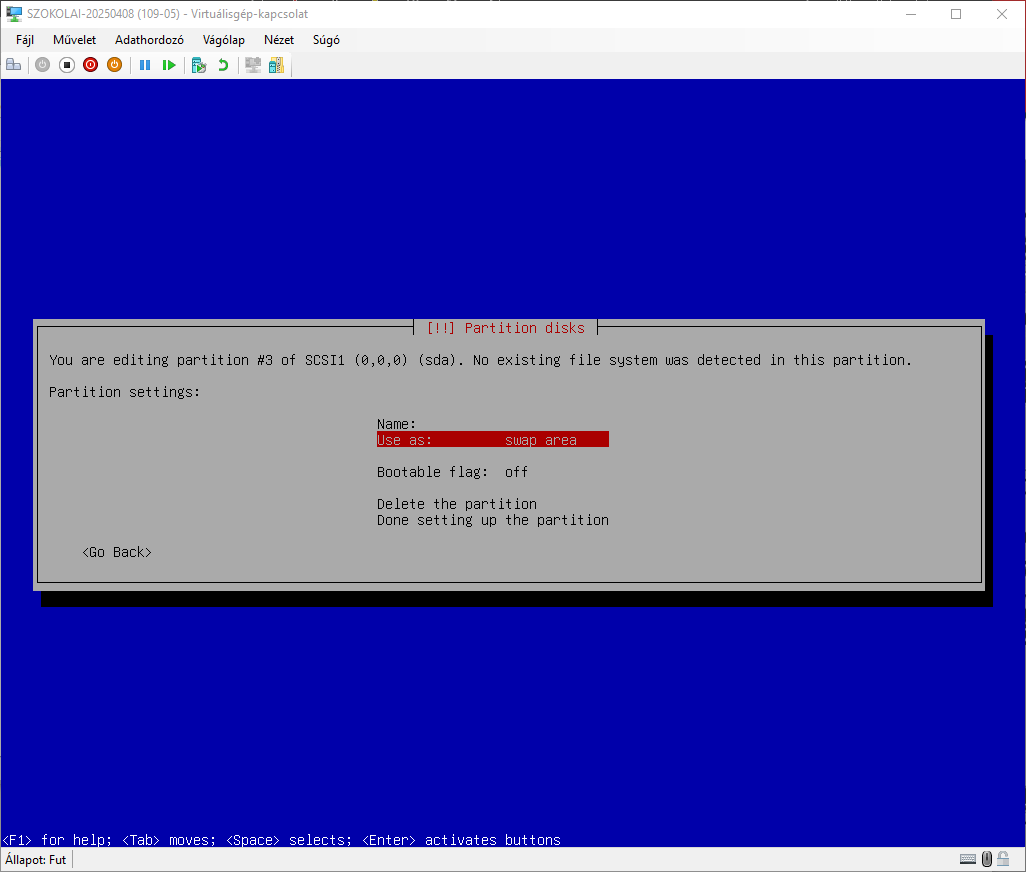 SZOKOLAI-20250408 (109-05) - Virtuálisgép-kapcsolat
Fájl Művelet Adathordozó Vágólap Nézet Súgó
[!!] Partition disks
You are editing partition #3 of SCSI1 (0,0,0) (sda). No existing file system was detected in this partition.
Partition settings:
Name:
Use as: swap area
Bootable flag: off
Delete the partition
Done setting up the partition
<Go Back>
<F1> for help; <Tab> moves; <Space> selects; <Enter> activates buttons
Állapot: Fut